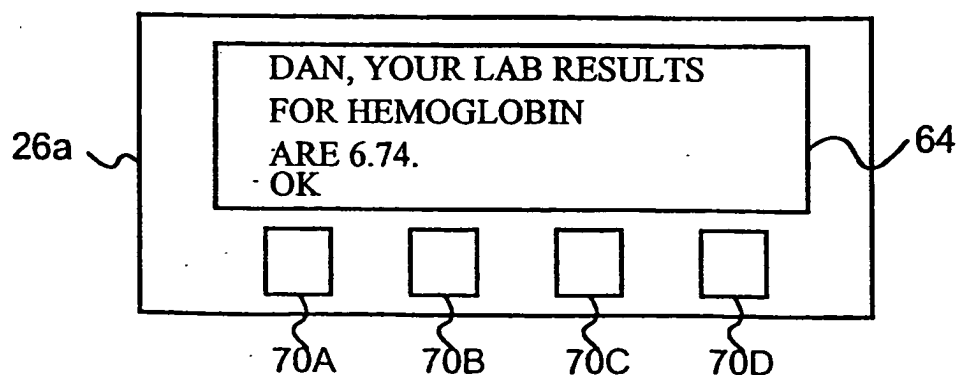 DAN, YOUR LAB RESULTS
FOR HEMOGLOBIN
ARE 6.74.
OK
26a
64
70A 70B 70C 70D